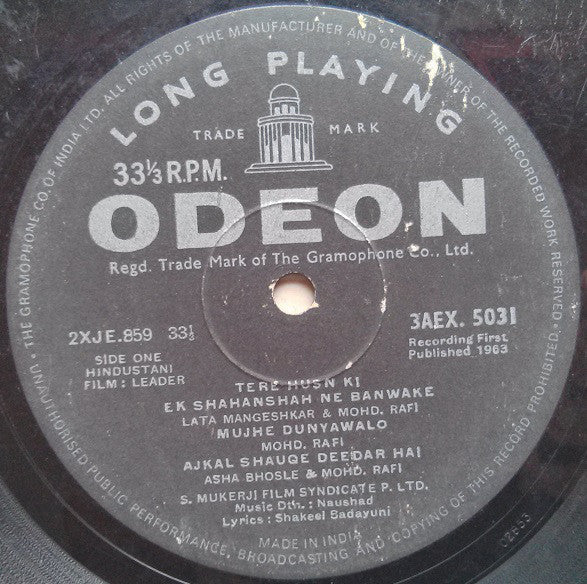 THE GRAMOPHONE CO. OF INDIA LTD. ALL RIGHTS OF THE MANUFACTURER AND OF THE OWNER OF THE RECORDED WORK RESERVED.
LONG PLAYING
TRADE MARK
33⅓ R.P.M.
ODEON
Regd. Trade Mark of The Gramophone Co., Ltd.
2XJE.859 33⅓
3AEX. 5031
Recording First
Published 1963
SIDE ONE
HINDUSTANI
FILM : LEADER
TERE HUSN KI
EK SHAHANSHAH NE BANWAKE
LATA MANGESHKAR & MOHD. RAFI
MUJHE DUNYAWALO
MOHD. RAFI
AJKAL SHAUQE DEEDAR HAI
ASHA BHOSLE & MOHD. RAFI
S. MUKERJI FILM SYNDICATE P. LTD.
Music Dtn. : Naushad
Lyrics : Shakeel Badayuni
MADE IN INDIA
UNAUTHORISED PUBLIC PERFORMANCE, BROADCASTING AND COPYING OF THIS RECORD PROHIBITED.